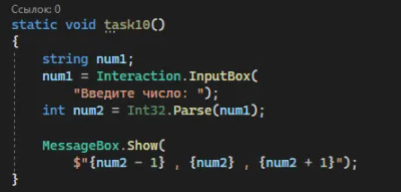 Ссылок: 0
static void task10()
{
string num1;
num1 = Interaction.InputBox(
"Введите число: ");
int num2 = Int32.Parse(num1);
MessageBox.Show(
$"{num2 - 1} , {num2} , {num2 + 1}");
}